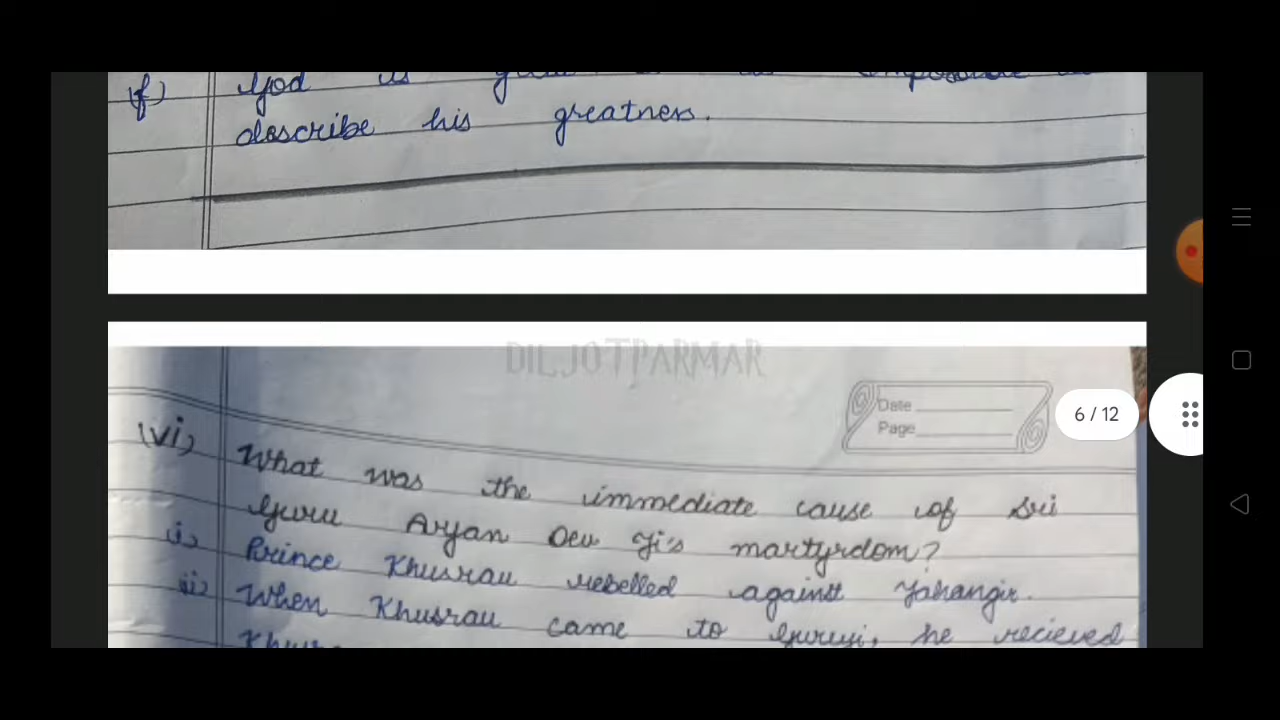 f) God is
describe his greatness.
DILJOTPARMAR
Date
Page
6 / 12
(vi) What was the immediate cause of Sri
Guru Arjan Dev Ji's martyrdom?
i) Prince Khusrau rebelled against Jahangir.
ii) When Khusrau came to Guruji, he recieved